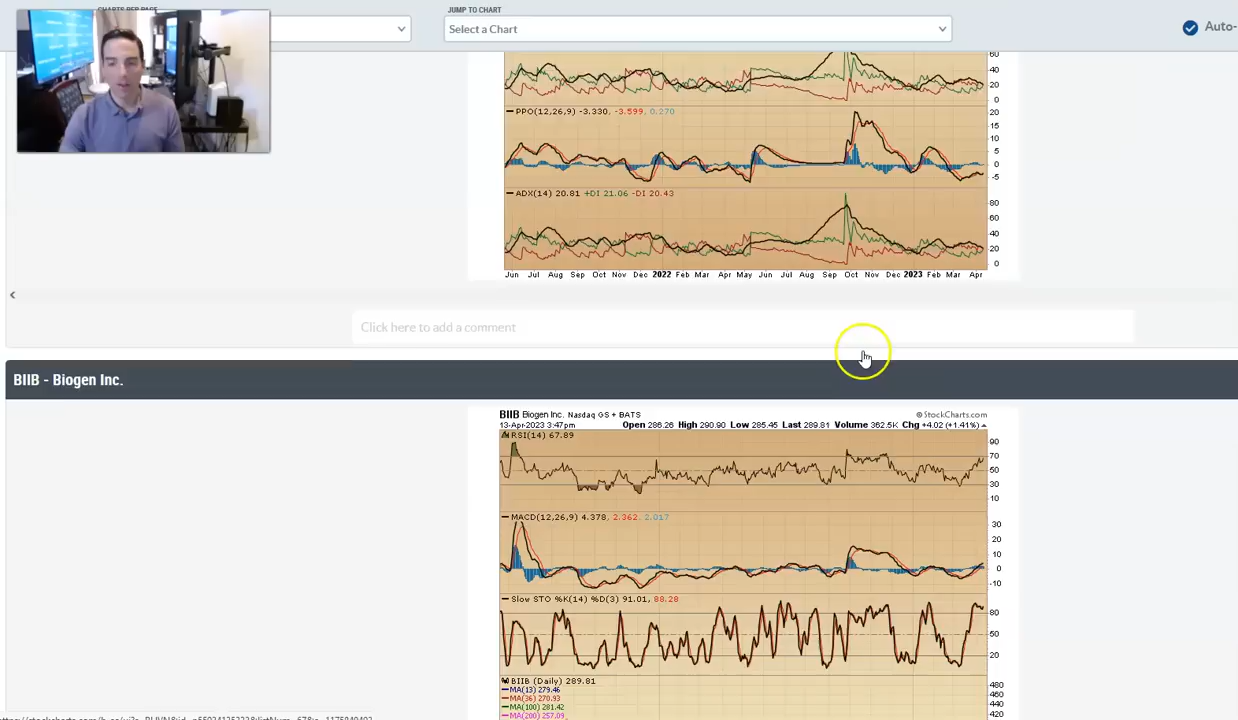 CHARTS PER PAGE
JUMP TO CHART
Select a Chart
Auto-
60
40
20
0
PPO(12,26,9) -3.330, -3.599, 0.270
20
15
10
5
0
-5
ADX(14) 20.81 +DI 21.06 -DI 20.43
80
60
40
20
0
Jun Jul Aug Sep Oct Nov Dec 2022 Feb Mar Apr May Jun Jul Aug Sep Oct Nov Dec 2023 Feb Mar Apr
Click here to add a comment
BIIB - Biogen Inc.
BIIB Biogen Inc. Nasdaq GS + BATS
© StockCharts.com
13-Apr-2023 3:47pm
Open 286.26 High 290.90 Low 285.45 Last 289.81 Volume 362.5K Chg +4.02 (+1.41%)
RSI(14) 67.89
90
70
50
30
10
MACD(12,26,9) 4.378, 2.362, 2.017
30
20
10
0
-10
Slow STO %K(14) %D(3) 91.01, 88.28
80
50
20
BIIB (Daily) 289.81
MA(13) 279.46
MA(36) 270.93
MA(100) 281.42
MA(200) 257.09
480
460
440
420